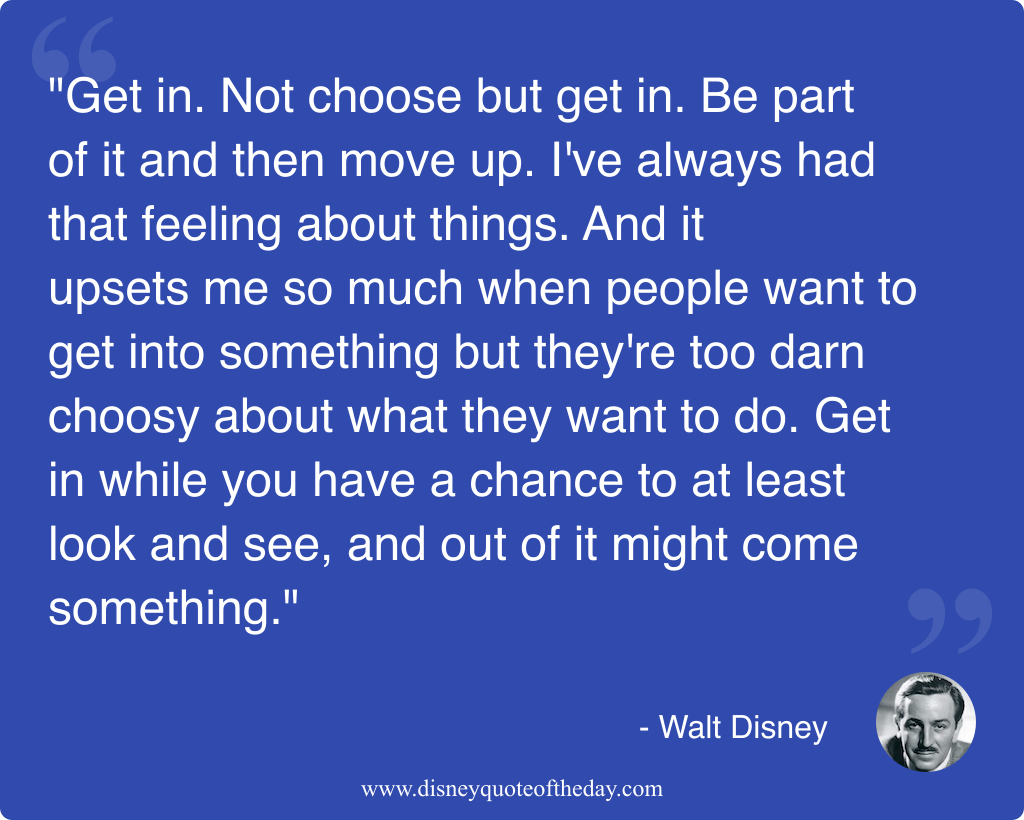 "Get in. Not choose but get in. Be part
of it and then move up. I've always had
that feeling about things. And it
upsets me so much when people want to
get into something but they're too darn
choosy about what they want to do. Get
in while you have a chance to at least
look and see, and out of it might come
something."
- Walt Disney
www.disneyquoteoftheday.com